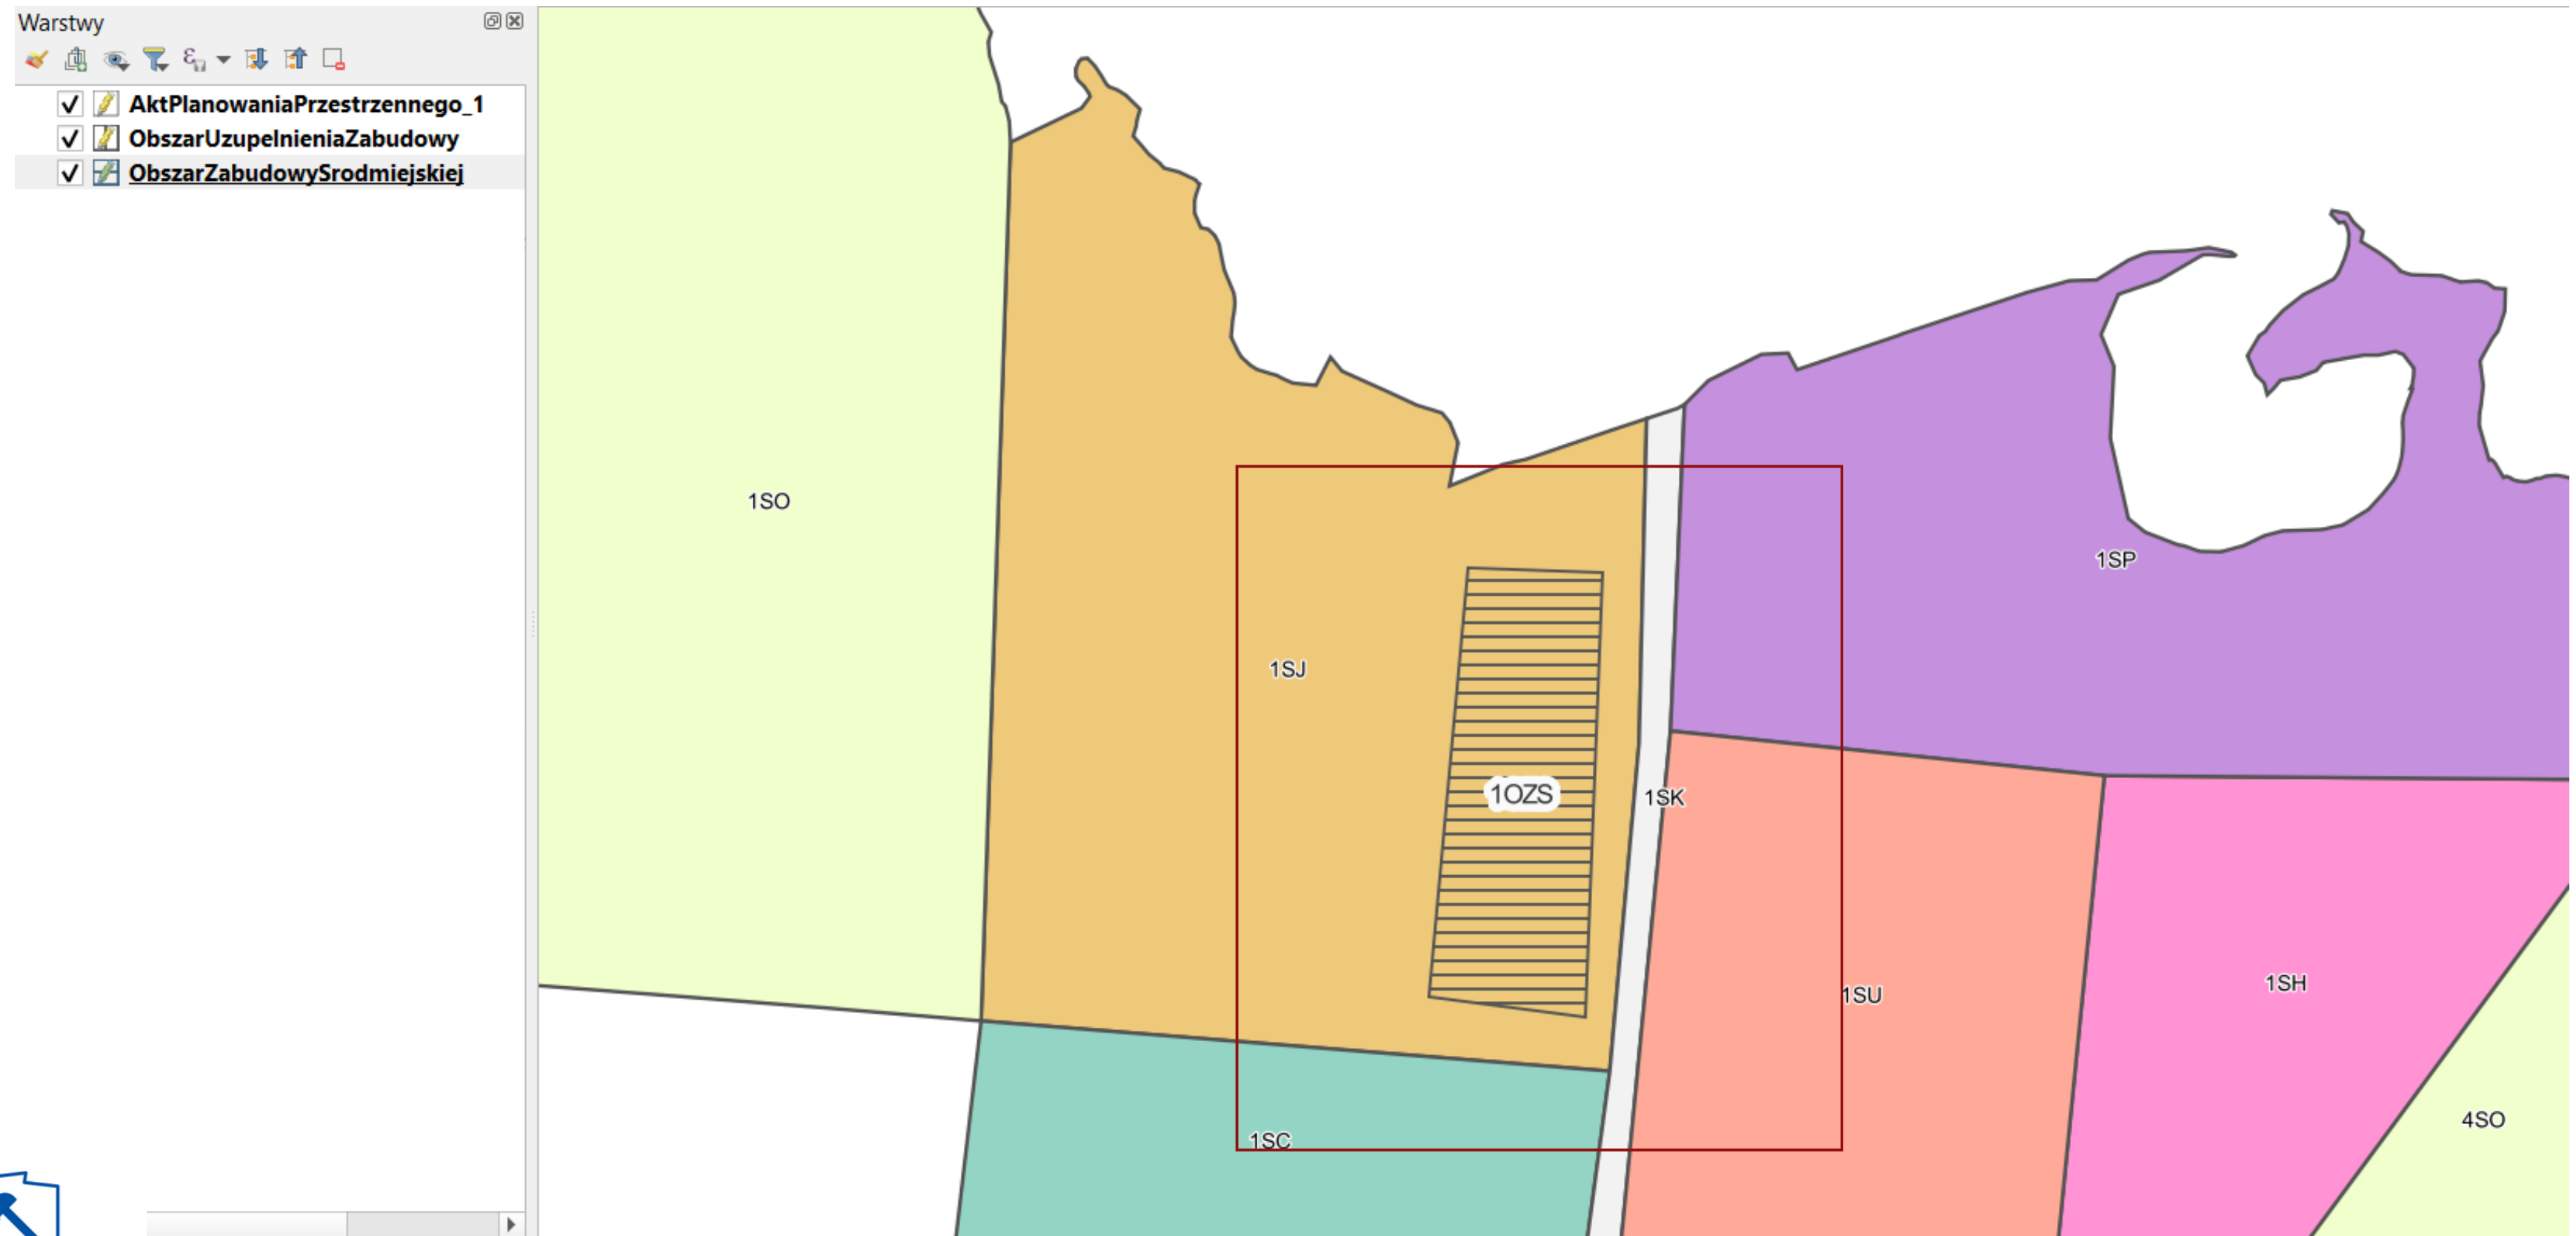 Warstwy
AktPlanowaniaPrzestrzennego_1
ObszarUzupelnieniaZabudowy
ObszarZabudowySrodmiejskiej
1SO
1SP
1SJ
1OZS
1SK
1SH
1SU
4SO
1SC